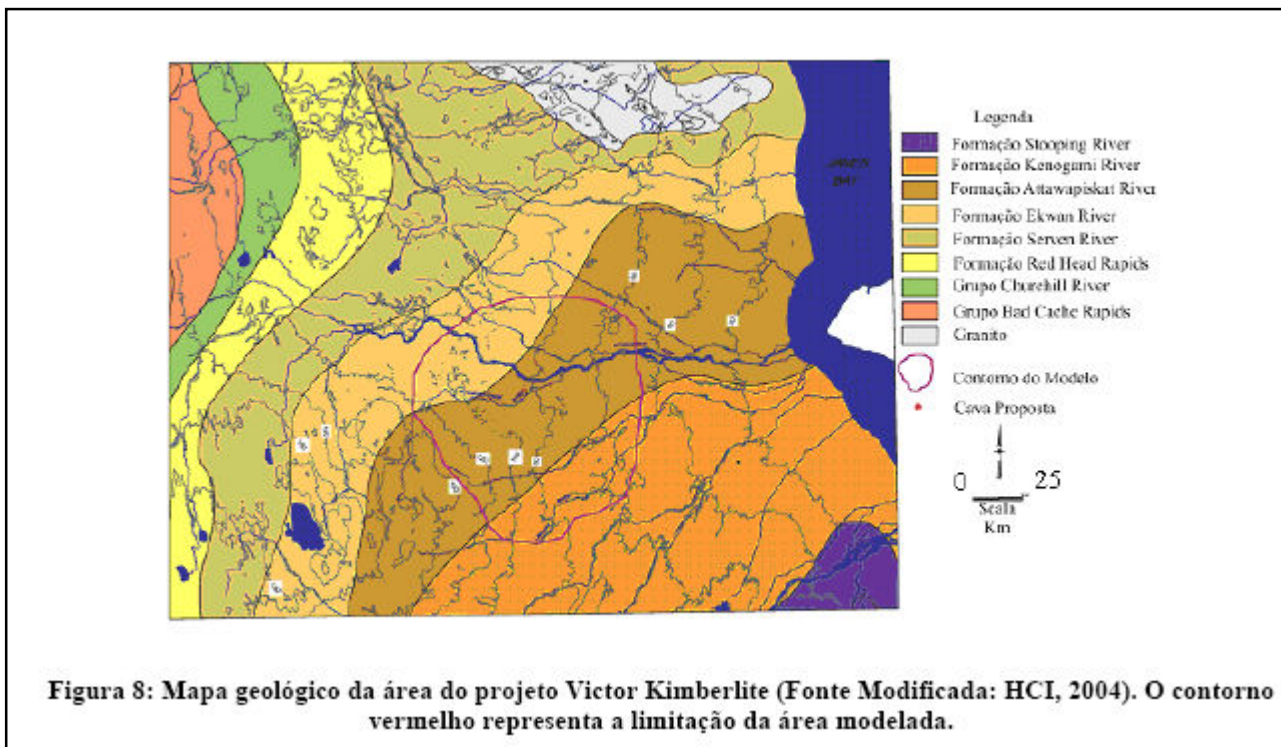 BAY
Legenda
Formação Stooping River
Formação Kenogami River
Formação Attawapiskat River
Formação Ekwan River
Formação Serven River
Formação Red Head Rapids
Grupo Churchill River
Grupo Bad Cache Rapids
Granito
Contorno do Modelo
Cava Proposta
0 25
Scala
Km
Figura 8: Mapa geológico da área do projeto Victor Kimberlite (Fonte Modificada: HCI, 2004). O contorno
vermelho representa a limitação da área modelada.